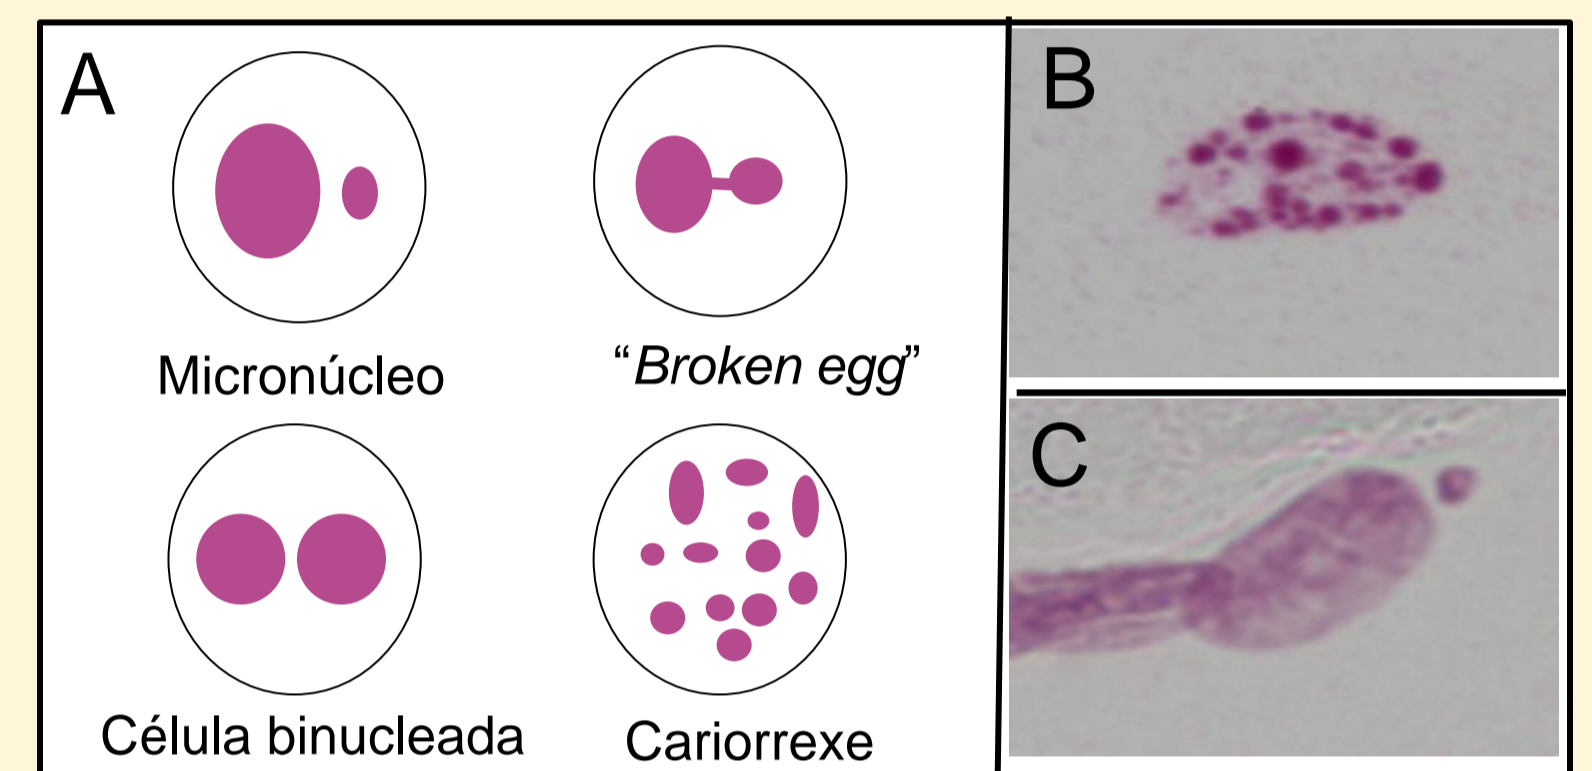 A
Micronúcleo
“Broken egg”
Célula binucleada
Cariorrexe
B
C